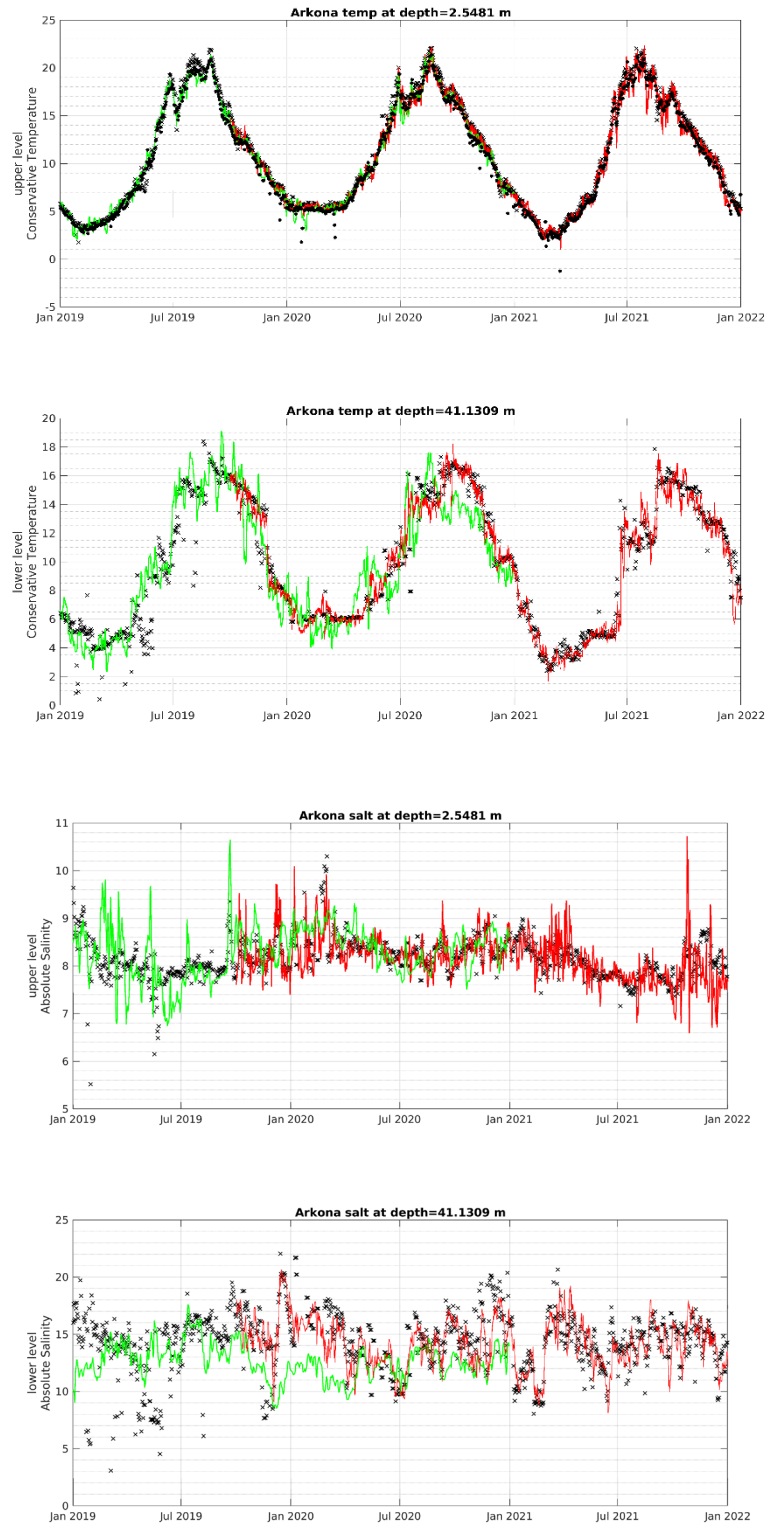 Arkona temp at depth=2.5481 m
25
20
15
10
5
0
-5
upper level
Conservative Temperature
Jan 2019 Jul 2019 Jan 2020 Jul 2020 Jan 2021 Jul 2021 Jan 2022
Arkona temp at depth=41.1309 m
20
18
16
14
12
10
8
6
4
2
0
lower level
Conservative Temperature
Jan 2019 Jul 2019 Jan 2020 Jul 2020 Jan 2021 Jul 2021 Jan 2022
Arkona salt at depth=2.5481 m
11
10
9
8
7
6
5
upper level
Absolute Salinity
Jan 2019 Jul 2019 Jan 2020 Jul 2020 Jan 2021 Jul 2021 Jan 2022
Arkona salt at depth=41.1309 m
25
20
15
10
5
0
lower level
Absolute Salinity
Jan 2019 Jul 2019 Jan 2020 Jul 2020 Jan 2021 Jul 2021 Jan 2022